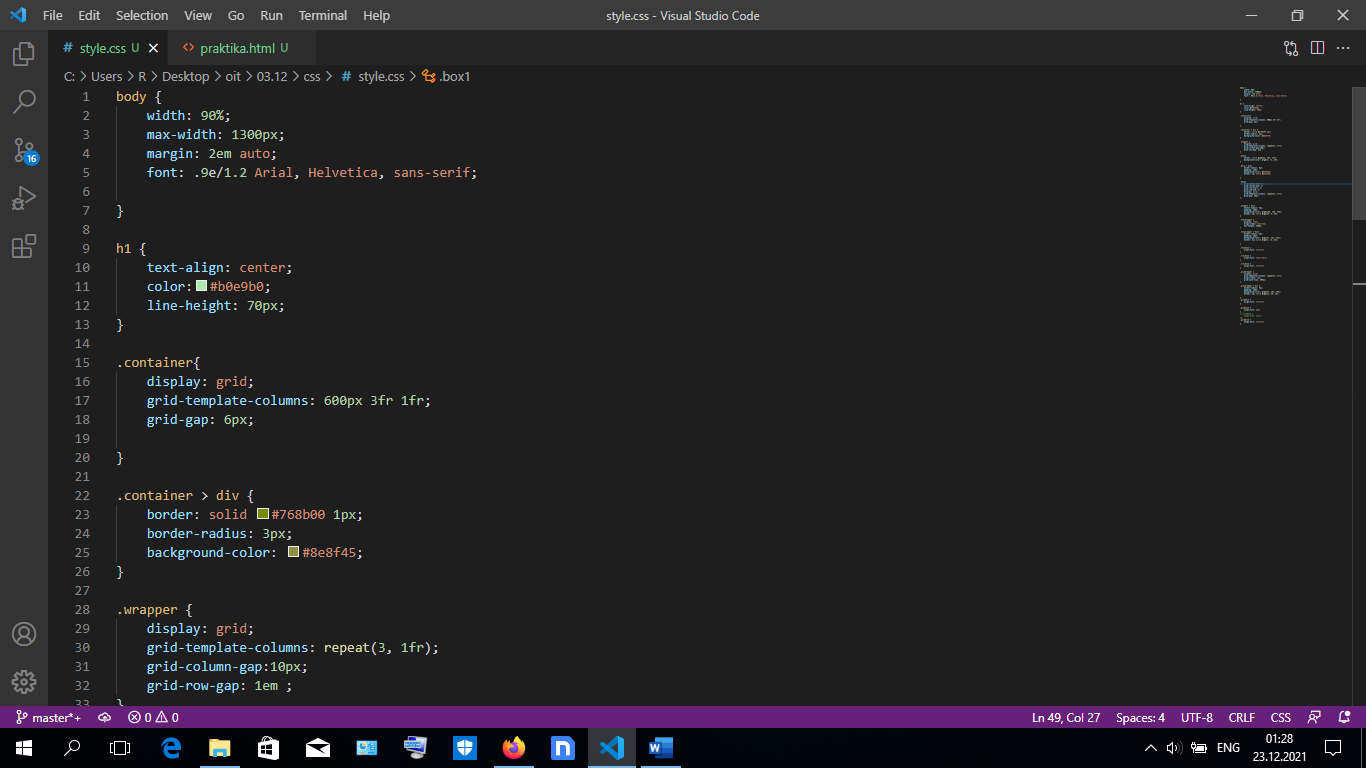 File Edit Selection View Go Run Terminal Help style.css - Visual Studio Code
# style.css U praktika.html U
C: > Users > R > Desktop > oit > 03.12 > css > # style.css > .box1
1 body {
2 width: 90%;
3 max-width: 1300px;
4 margin: 2em auto;
5 font: .9e/1.2 Arial, Helvetica, sans-serif;
6
7 }
8
9 h1 {
10 text-align: center;
11 color: #b0e9b0;
12 line-height: 70px;
13 }
14
15 .container{
16 display: grid;
17 grid-template-columns: 600px 3fr 1fr;
18 grid-gap: 6px;
19
20 }
21
22 .container > div {
23 border: solid #768b00 1px;
24 border-radius: 3px;
25 background-color: #8e8f45;
26 }
27
28 .wrapper {
29 display: grid;
30 grid-template-columns: repeat(3, 1fr);
31 grid-column-gap:10px;
32 grid-row-gap: 1em ;
33 }
16
master*+ 0 0 Ln 49, Col 27 Spaces: 4 UTF-8 CRLF CSS
ENG 01:28
23.12.2021